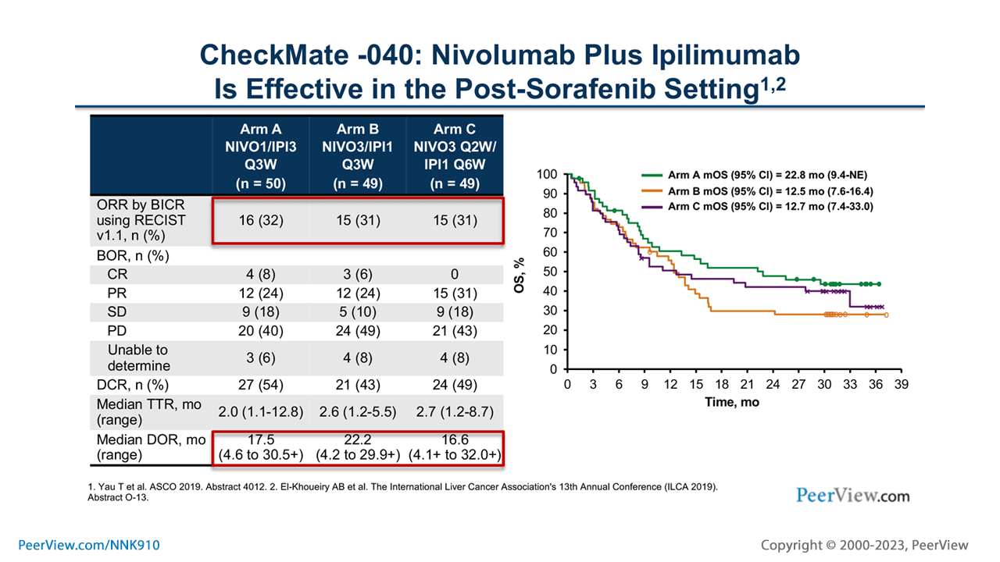 CheckMate -040: Nivolumab Plus Ipilimumab
Is Effective in the Post-Sorafenib Setting1,2
Arm A
NIVO1/IPI3
Q3W
(n = 50)
Arm B
NIVO3/IPI1
Q3W
(n = 49)
Arm C
NIVO3 Q2W/
IPI1 Q6W
(n = 49)
ORR by BICR
using RECIST
v1.1, n (%)
16 (32)
15 (31)
15 (31)
BOR, n (%)
CR
4 (8)
3 (6)
0
PR
12 (24)
12 (24)
15 (31)
SD
9 (18)
5 (10)
9 (18)
PD
20 (40)
24 (49)
21 (43)
Unable to
determine
3 (6)
4 (8)
4 (8)
DCR, n (%)
27 (54)
21 (43)
24 (49)
Median TTR, mo
(range)
2.0 (1.1-12.8)
2.6 (1.2-5.5)
2.7 (1.2-8.7)
Median DOR, mo
(range)
17.5
(4.6 to 30.5+)
22.2
(4.2 to 29.9+)
16.6
(4.1+ to 32.0+)
Arm A mOS (95% CI) = 22.8 mo (9.4-NE)
Arm B mOS (95% CI) = 12.5 mo (7.6-16.4)
Arm C mOS (95% CI) = 12.7 mo (7.4-33.0)
OS, %
100
90
80
70
60
50
40
30
20
10
0
0 3 6 9 12 15 18 21 24 27 30 33 36 39
Time, mo
1. Yau T et al. ASCO 2019. Abstract 4012. 2. El-Khoueiry AB et al. The International Liver Cancer Association's 13th Annual Conference (ILCA 2019).
Abstract O-13.
PeerView.com
PeerView.com/NNK910
Copyright © 2000-2023, PeerView